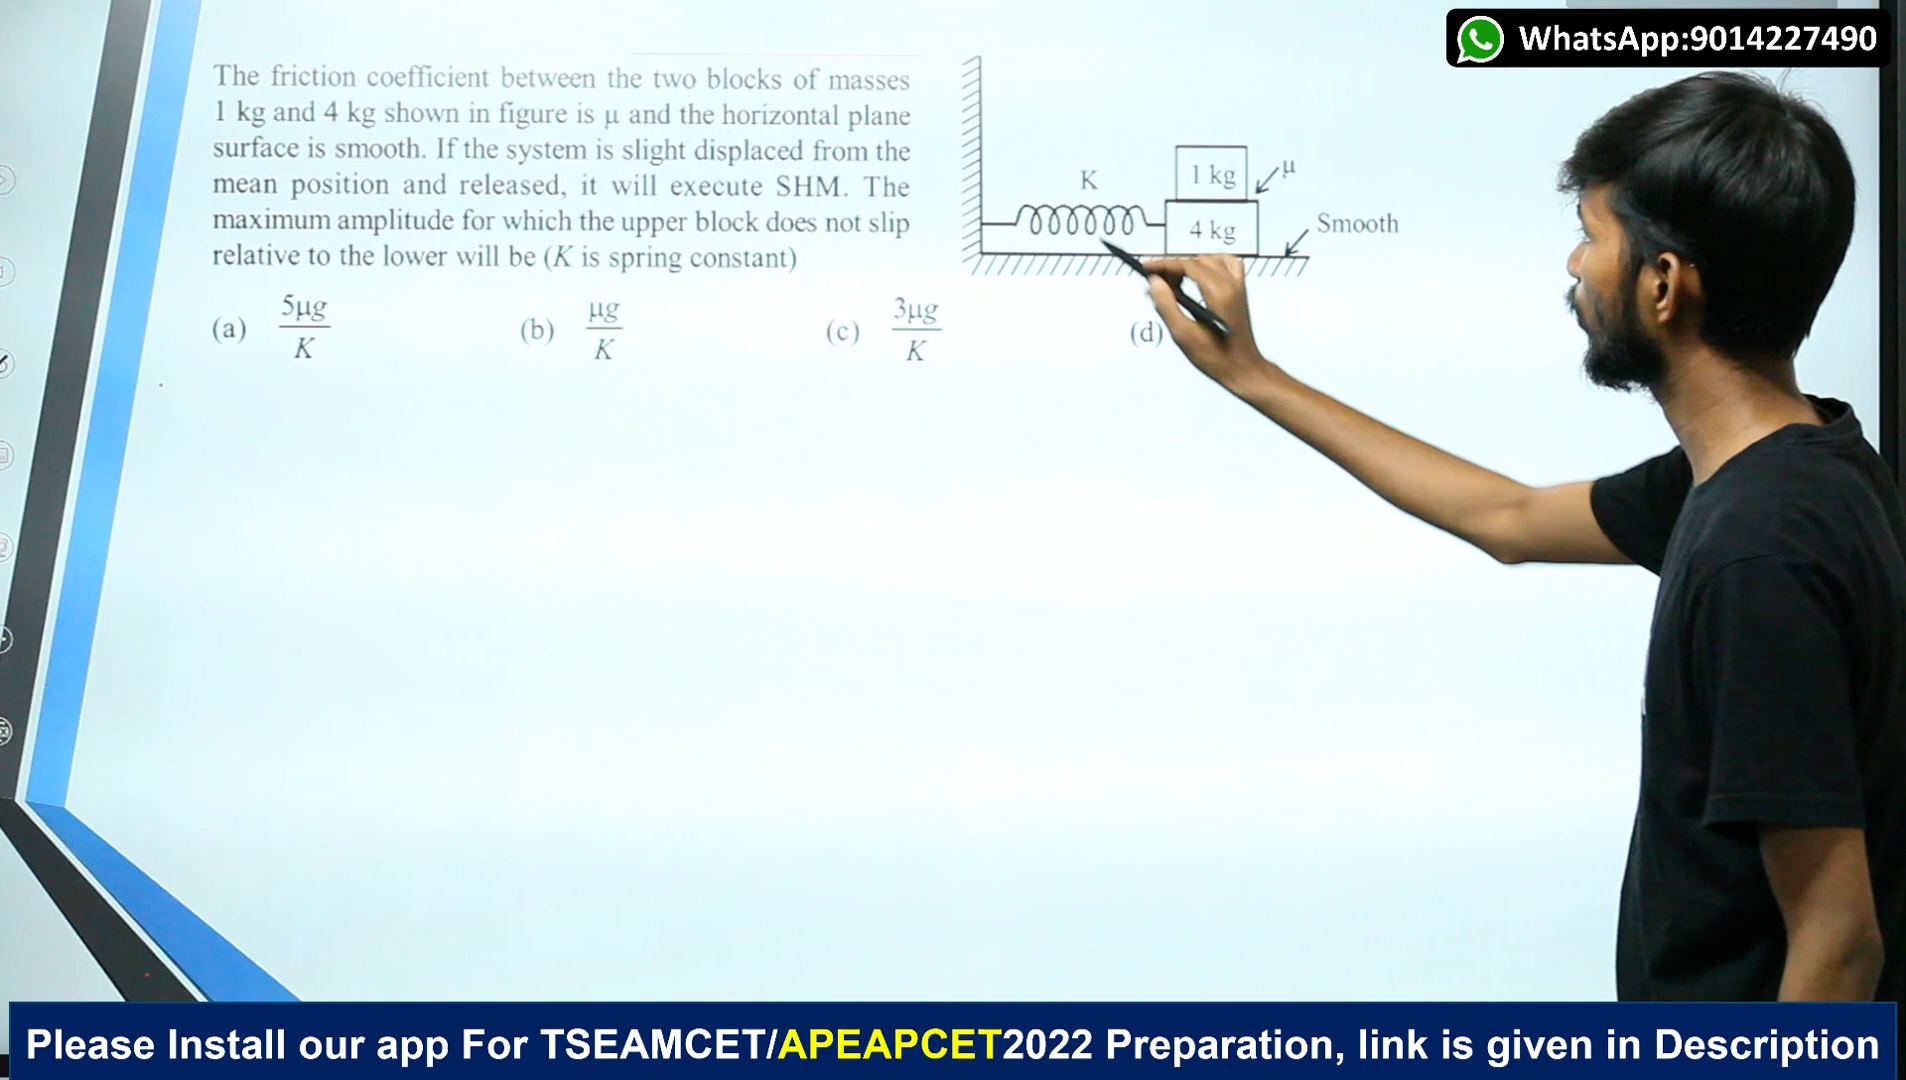 WhatsApp:9014227490
The friction coefficient between the two blocks of masses
1 kg and 4 kg shown in figure is μ and the horizontal plane
surface is smooth. If the system is slight displaced from the
mean position and released, it will execute SHM. The
maximum amplitude for which the upper block does not slip
relative to the lower will be (K is spring constant)
K
1 kg
μ
4 kg
Smooth
(a) 5μg/K (b) μg/K (c) 3μg/K (d)
Please Install our app For TSEAMCET/APEAPCET2022 Preparation, link is given in Description